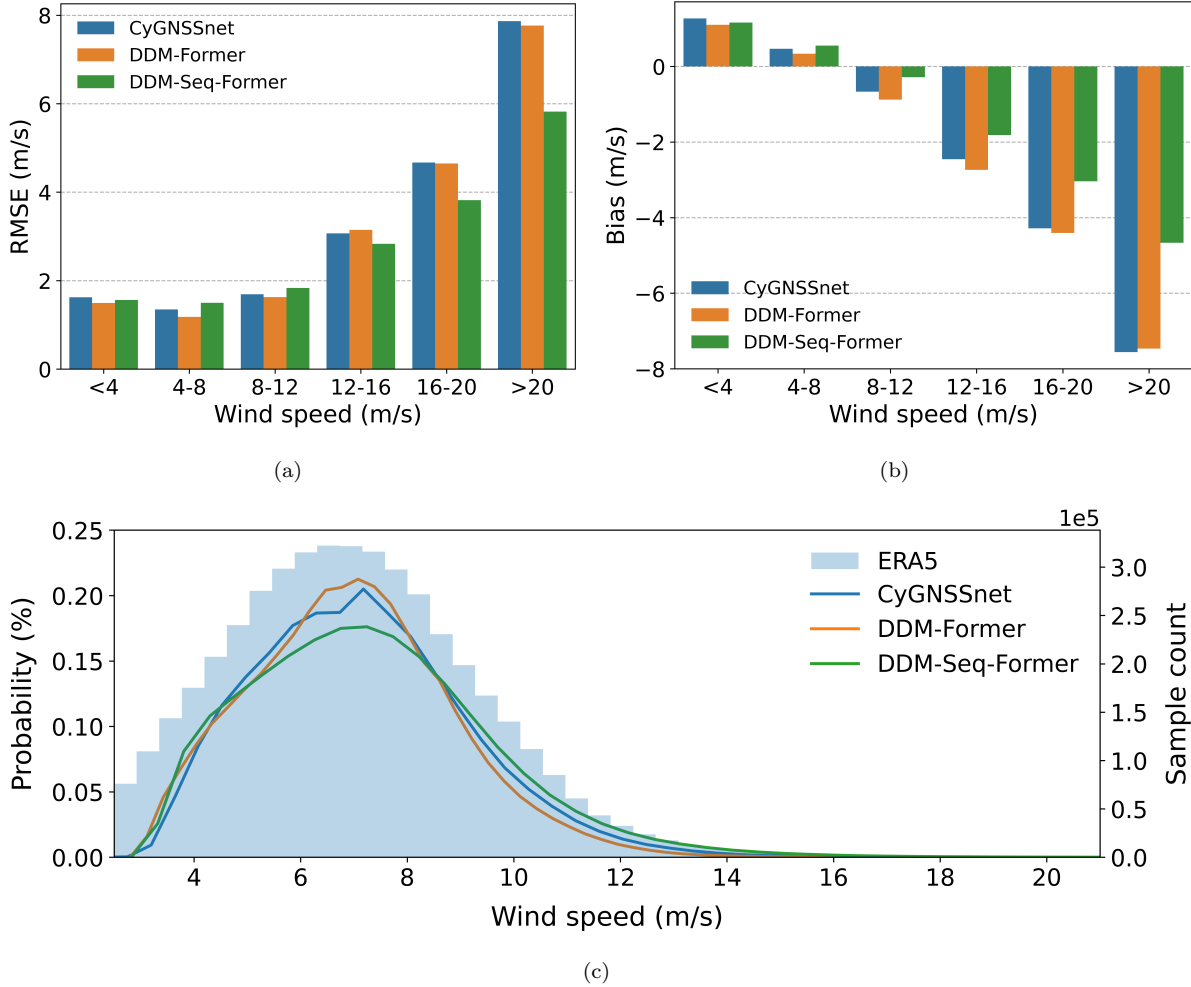 8
6
4
2
0
RMSE (m/s)
CyGNSSnet
DDM-Former
DDM-Seq-Former
<4 4-8 8-12 12-16 16-20 >20
Wind speed (m/s)
(a)
0
−2
−4
−6
−8
Bias (m/s)
CyGNSSnet
DDM-Former
DDM-Seq-Former
<4 4-8 8-12 12-16 16-20 >20
Wind speed (m/s)
(b)
1e5
0.25
0.20
0.15
0.10
0.05
0.00
Probability (%)
ERA5
CyGNSSnet
DDM-Former
DDM-Seq-Former
3.0
2.5
2.0
1.5
1.0
0.5
0.0
Sample count
4 6 8 10 12 14 16 18 20
Wind speed (m/s)
(c)